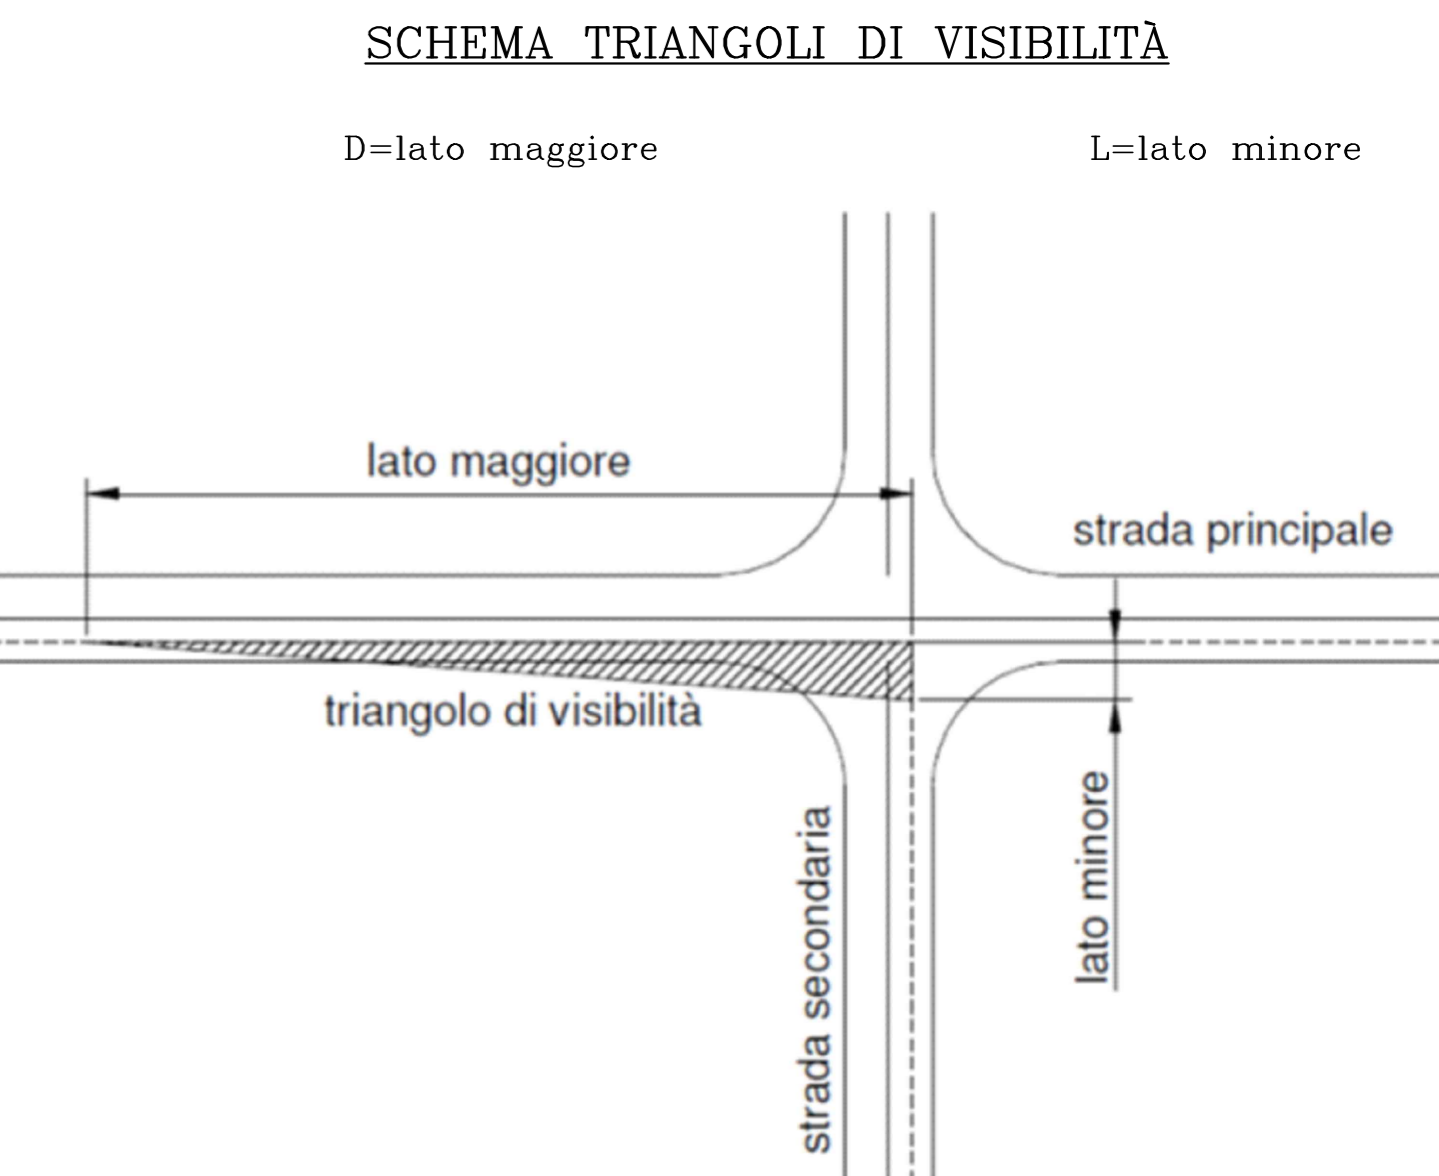 SCHEMA TRIANGOLI DI VISIBILITÀ
D=lato maggiore
L=lato minore
lato maggiore
strada principale
triangolo di visibilità
lato minore
strada secondaria